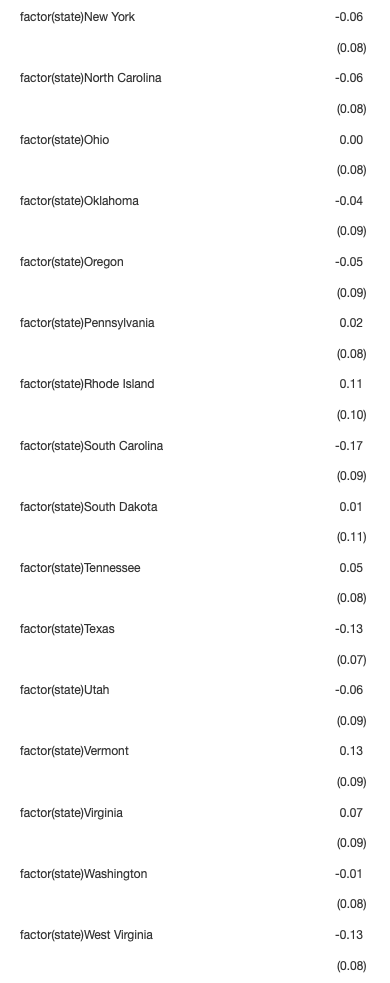 factor(state)New York -0.06
(0.08)
factor(state)North Carolina -0.06
(0.08)
factor(state)Ohio 0.00
(0.08)
factor(state)Oklahoma -0.04
(0.09)
factor(state)Oregon -0.05
(0.09)
factor(state)Pennsylvania 0.02
(0.08)
factor(state)Rhode Island 0.11
(0.10)
factor(state)South Carolina -0.17
(0.09)
factor(state)South Dakota 0.01
(0.11)
factor(state)Tennessee 0.05
(0.08)
factor(state)Texas -0.13
(0.07)
factor(state)Utah -0.06
(0.09)
factor(state)Vermont 0.13
(0.09)
factor(state)Virginia 0.07
(0.09)
factor(state)Washington -0.01
(0.08)
factor(state)West Virginia -0.13
(0.08)